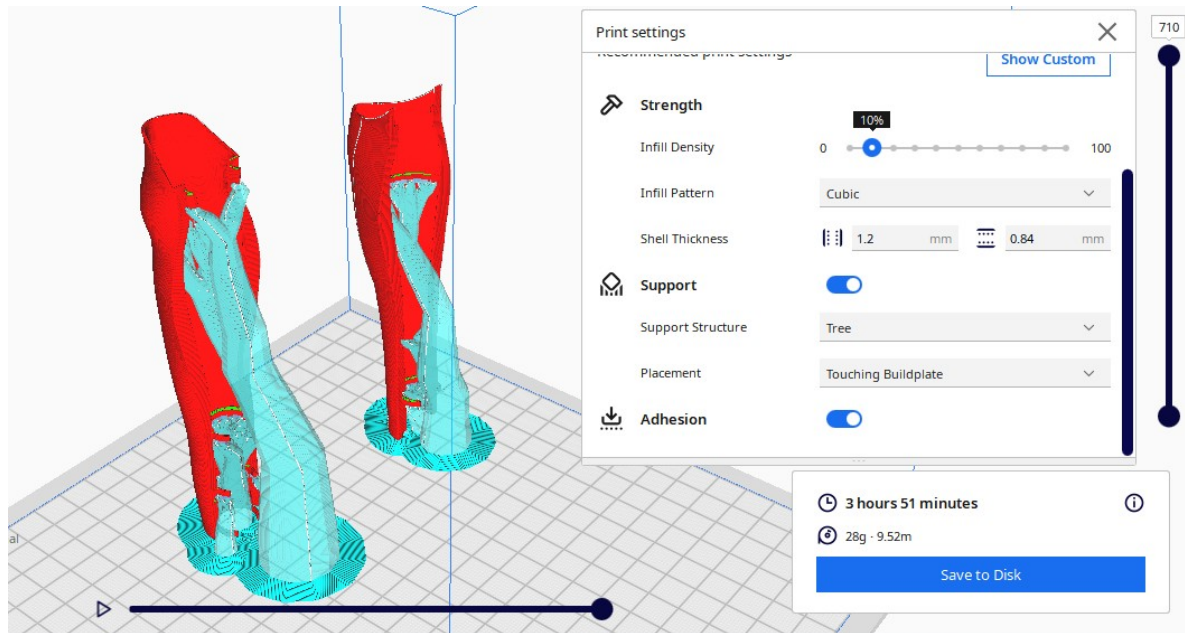 Print settings
710
Recommended print settings
Show Custom
Strength
10%
Infill Density
0
100
Infill Pattern
Cubic
Shell Thickness
1.2
mm
0.84
mm
Support
Support Structure
Tree
Placement
Touching Buildplate
Adhesion
3 hours 51 minutes
28g · 9.52m
Save to Disk
al